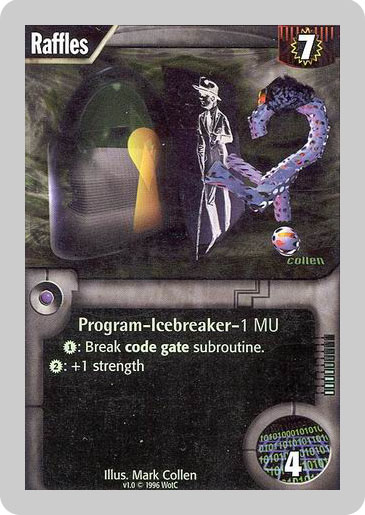 Raffles
7
collen
Program-Icebreaker-1 MU
1: Break code gate subroutine.
2: +1 strength
Illus. Mark Collen
v1.0 © 1996 WotC
4